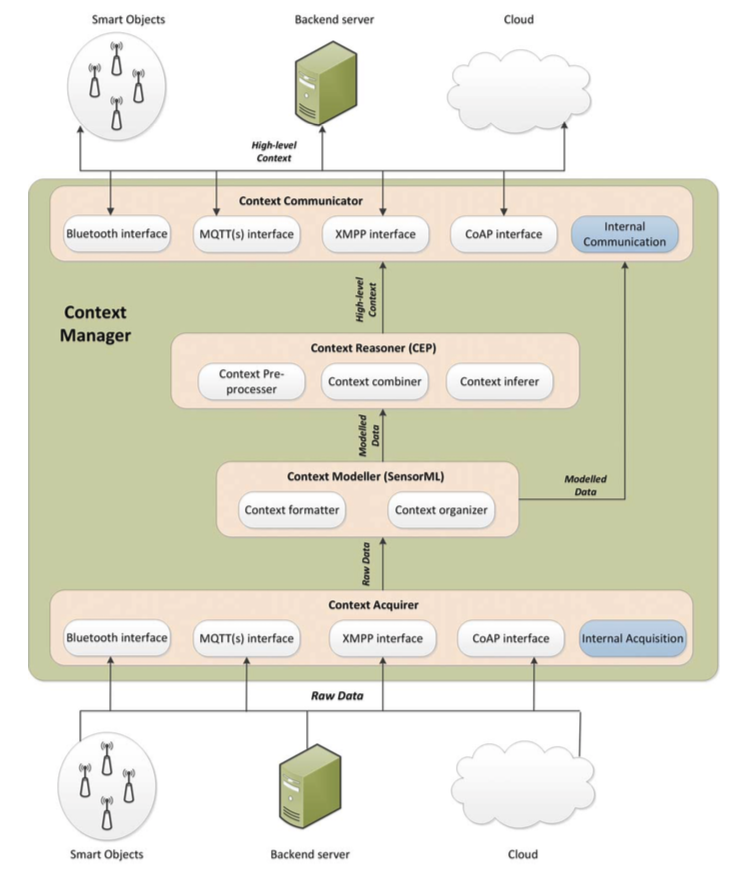 Smart Objects
Backend server
Cloud
High-level
Context
Context Communicator
Bluetooth interface
MQTT(s) interface
XMPP interface
CoAP interface
Internal
Communication
Context
Manager
High-level
Context
Context Reasoner (CEP)
Context Pre-
processer
Context combiner
Context inferer
Modelled
Data
Context Modeller (SensorML)
Context formatter
Context organizer
Modelled
Data
Raw Data
Context Acquirer
Bluetooth interface
MQTT(s) interface
XMPP interface
CoAP interface
Internal Acquisition
Raw Data
Smart Objects
Backend server
Cloud